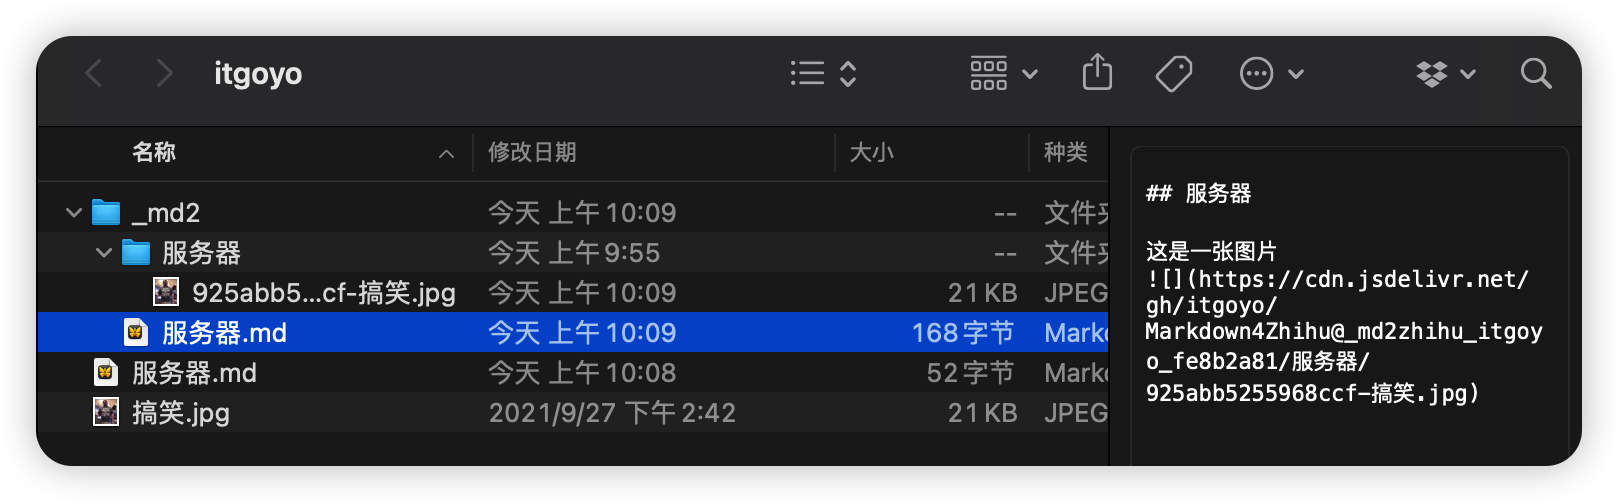 itgoyo
名称 修改日期 大小 种类
_md2 今天 上午 10:09 -- 文件夹
服务器 今天 上午 9:55 -- 文件夹
925abb5...cf-搞笑.jpg 今天 上午 10:09 21 KB JPEG
服务器.md 今天 上午 10:09 168 字节 Mark
服务器.md 今天 上午 10:08 52 字节 Mark
搞笑.jpg 2021/9/27 下午 2:42 21 KB JPEG
## 服务器
这是一张图片
![](https://cdn.jsdelivr.net/
gh/itgoyo/
Markdown4Zhihu@_md2zhihu_itgoy
o_fe8b2a81/服务器/
925abb5255968ccf-搞笑.jpg)